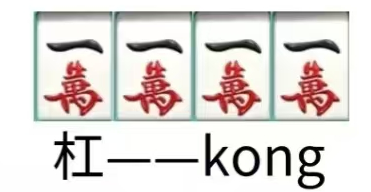 一 一 一 一
萬 萬 萬 萬
杠——kong